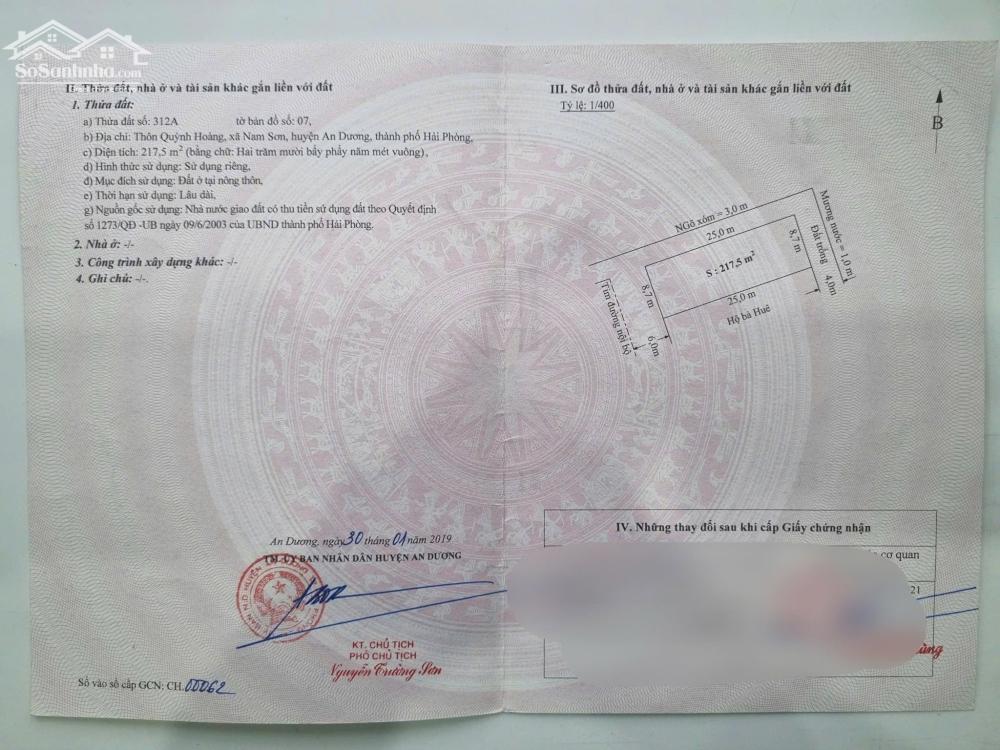 SoSanhnha.com
II. Thửa đất, nhà ở và tài sản khác gắn liền với đất
1. Thửa đất:
a) Thửa đất số: 312A tờ bản đồ số: 07,
b) Địa chỉ: Thôn Quỳnh Hoàng, xã Nam Sơn, huyện An Dương, thành phố Hải Phòng,
c) Diện tích: 217,5 m² (bằng chữ: Hai trăm mười bẩy phẩy năm mét vuông),
d) Hình thức sử dụng: Sử dụng riêng,
đ) Mục đích sử dụng: Đất ở tại nông thôn,
e) Thời hạn sử dụng: Lâu dài,
g) Nguồn gốc sử dụng: Nhà nước giao đất có thu tiền sử dụng đất theo Quyết định
số 1273/QĐ -UB ngày 09/6/2003 của UBND thành phố Hải Phòng.
2. Nhà ở: -/-
3. Công trình xây dựng khác: -/-
4. Ghi chú: -/-
An Dương, ngày 30 tháng 01 năm 2019
TM. ỦY BAN NHÂN DÂN HUYỆN AN DƯƠNG
KT. CHỦ TỊCH
PHÓ CHỦ TỊCH
Nguyễn Trường Sơn
Số vào sổ cấp GCN: CH.00062
III. Sơ đồ thửa đất, nhà ở và tài sản khác gắn liền với đất
Tỷ lệ: 1/400
B
NGõ xóm = 3,0 m
25,0 m
Mương nước = 1,0 m
Đất trồng 4,0m
8,7 m
S : 217,5 m²
8,7 m
25,0 m
Hộ bà Huê
Tim đường nội bộ
6,0m
IV. Những thay đổi sau khi cấp Giấy chứng nhận
cơ quan
21